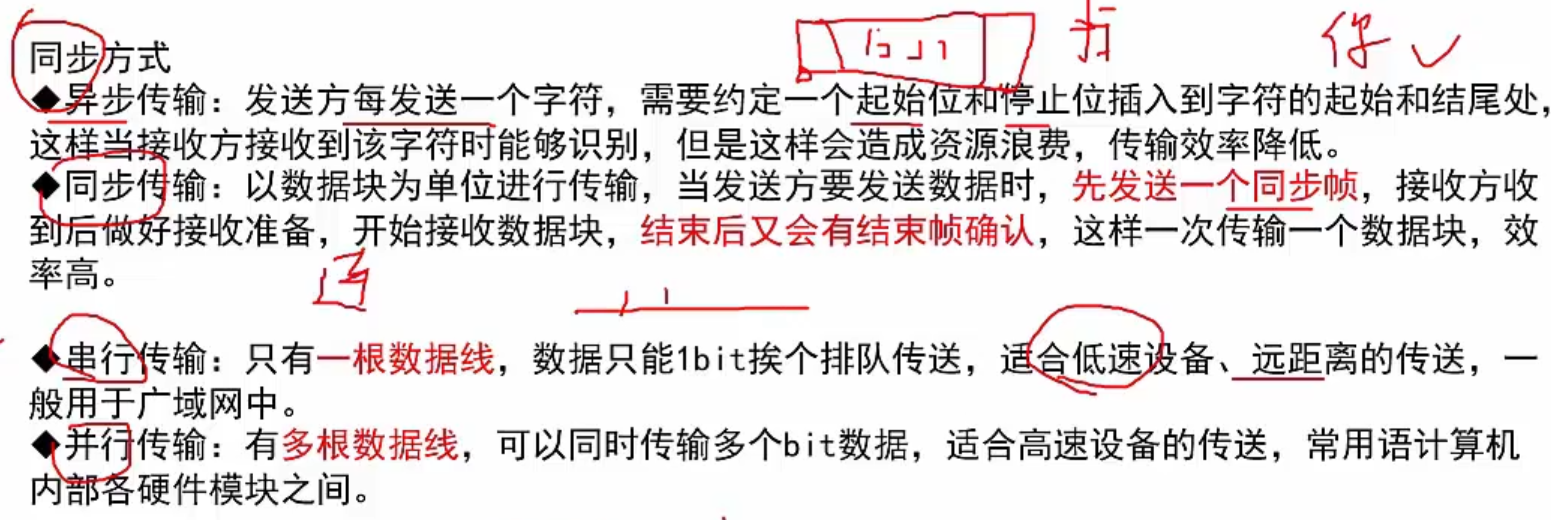 同步方式
◆异步传输：发送方每发送一个字符，需要约定一个起始位和停止位插入到字符的起始和结尾处，
这样当接收方接收到该字符时能够识别，但是这样会造成资源浪费，传输效率降低。
◆同步传输：以数据块为单位进行传输，当发送方要发送数据时，先发送一个同步帧，接收方收
到后做好接收准备，开始接收数据块，结束后又会有结束帧确认，这样一次传输一个数据块，效
率高。
◆串行传输：只有一根数据线，数据只能1bit挨个排队传送，适合低速设备、远距离的传送，一
般用于广域网中。
◆并行传输：有多根数据线，可以同时传输多个bit数据，适合高速设备的传送，常用语计算机
内部各硬件模块之间。